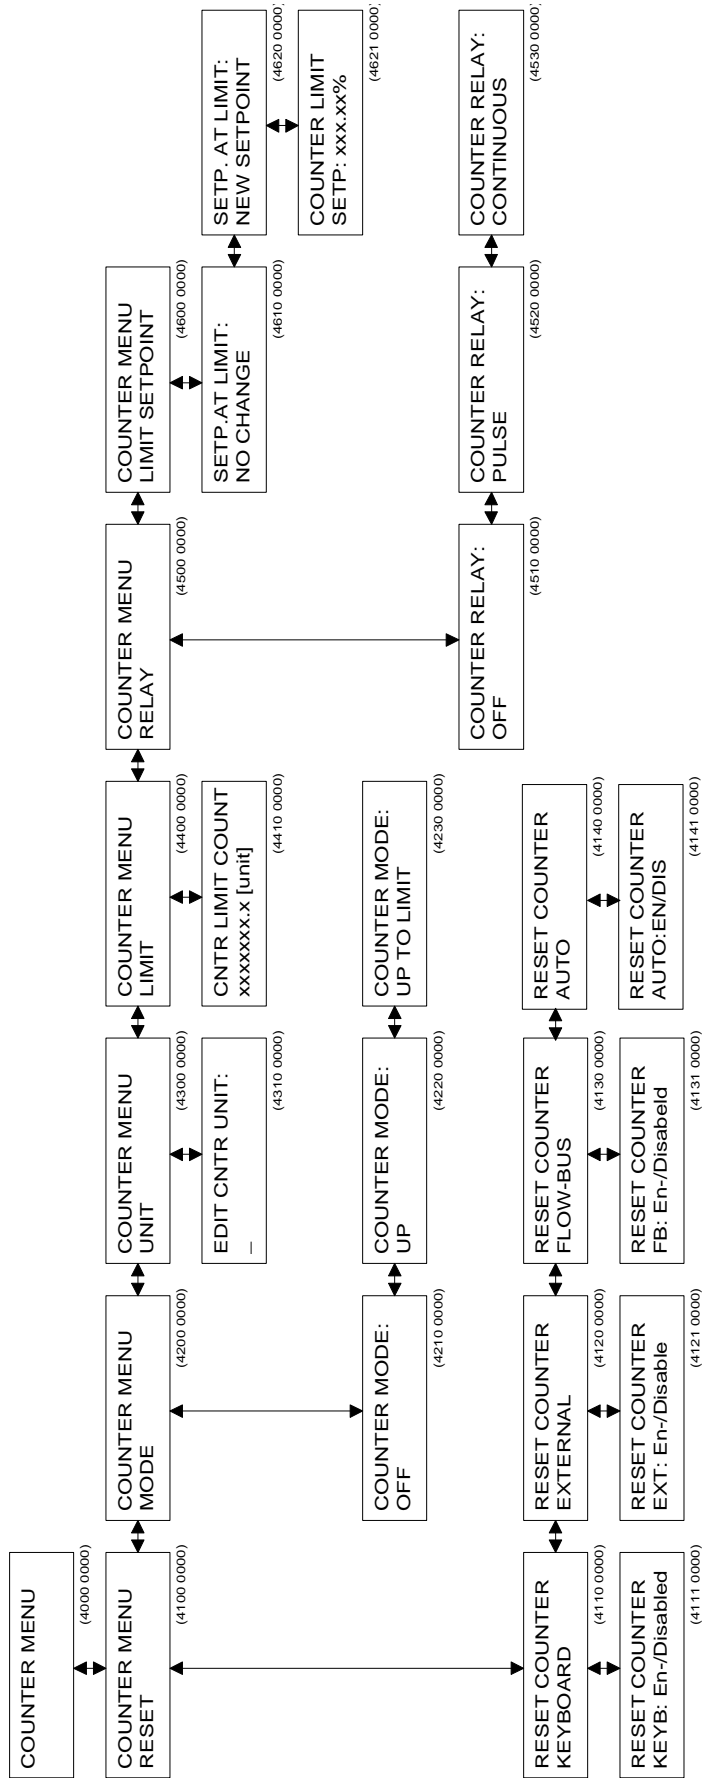 COUNTER MENU
(4000 0000)
COUNTER MENU
RESET
(4100 0000)
COUNTER MENU
MODE
(4200 0000)
COUNTER MENU
UNIT
(4300 0000)
COUNTER MENU
LIMIT
(4400 0000)
COUNTER MENU
RELAY
(4500 0000)
COUNTER MENU
LIMIT SETPOINT
(4600 0000)
EDIT CNTR UNIT:
_
(4310 0000)
CNTR LIMIT COUNT
xxxxxxx.x [unit]
(4410 0000)
SETP.AT LIMIT:
NO CHANGE
(4610 0000)
SETP. AT LIMIT:
NEW SETPOINT
(4620 0000)
COUNTER LIMIT
SETP: xxx.xx%
(4621 0000)
COUNTER MODE:
OFF
(4210 0000)
COUNTER MODE:
UP
(4220 0000)
COUNTER MODE:
UP TO LIMIT
(4230 0000)
COUNTER RELAY:
OFF
(4510 0000)
COUNTER RELAY:
PULSE
(4520 0000)
COUNTER RELAY:
CONTINUOUS
(4530 0000)
RESET COUNTER
KEYBOARD
(4110 0000)
RESET COUNTER
EXTERNAL
(4120 0000)
RESET COUNTER
FLOW-BUS
(4130 0000)
RESET COUNTER
AUTO
(4140 0000)
RESET COUNTER
KEYB: En-/Disabled
(4111 0000)
RESET COUNTER
EXT: En-/Disable
(4121 0000)
RESET COUNTER
FB: En-/Disabeld
(4131 0000)
RESET COUNTER
AUTO:EN/DIS
(4141 0000)